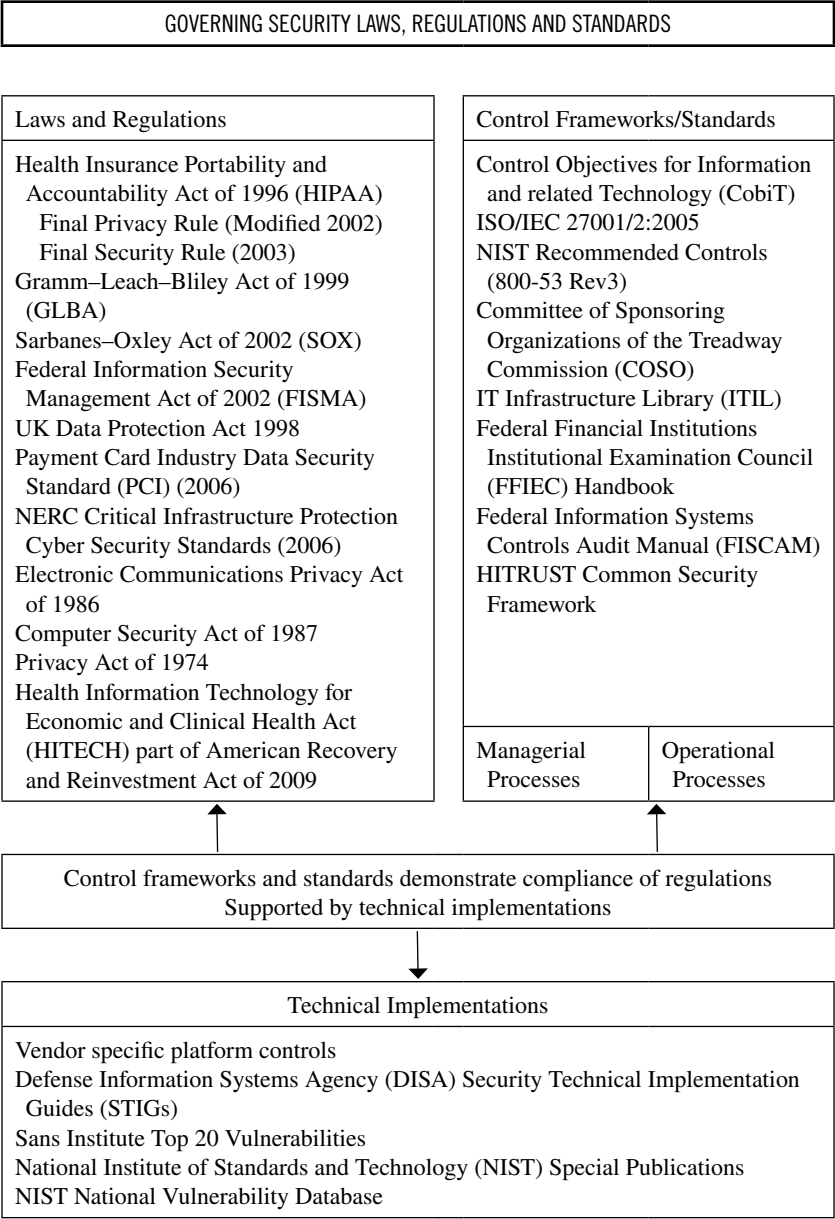 GOVERNING SECURITY LAWS, REGULATIONS AND STANDARDS
Laws and Regulations
Health Insurance Portability and
Accountability Act of 1996 (HIPAA)
Final Privacy Rule (Modified 2002)
Final Security Rule (2003)
Gramm–Leach–Bliley Act of 1999
(GLBA)
Sarbanes–Oxley Act of 2002 (SOX)
Federal Information Security
Management Act of 2002 (FISMA)
UK Data Protection Act 1998
Payment Card Industry Data Security
Standard (PCI) (2006)
NERC Critical Infrastructure Protection
Cyber Security Standards (2006)
Electronic Communications Privacy Act
of 1986
Computer Security Act of 1987
Privacy Act of 1974
Health Information Technology for
Economic and Clinical Health Act
(HITECH) part of American Recovery
and Reinvestment Act of 2009
Control Frameworks/Standards
Control Objectives for Information
and related Technology (CobiT)
ISO/IEC 27001/2:2005
NIST Recommended Controls
(800-53 Rev3)
Committee of Sponsoring
Organizations of the Treadway
Commission (COSO)
IT Infrastructure Library (ITIL)
Federal Financial Institutions
Institutional Examination Council
(FFIEC) Handbook
Federal Information Systems
Controls Audit Manual (FISCAM)
HITRUST Common Security
Framework
Managerial
Processes
Operational
Processes
Control frameworks and standards demonstrate compliance of regulations
Supported by technical implementations
Technical Implementations
Vendor specific platform controls
Defense Information Systems Agency (DISA) Security Technical Implementation
Guides (STIGs)
Sans Institute Top 20 Vulnerabilities
National Institute of Standards and Technology (NIST) Special Publications
NIST National Vulnerability Database